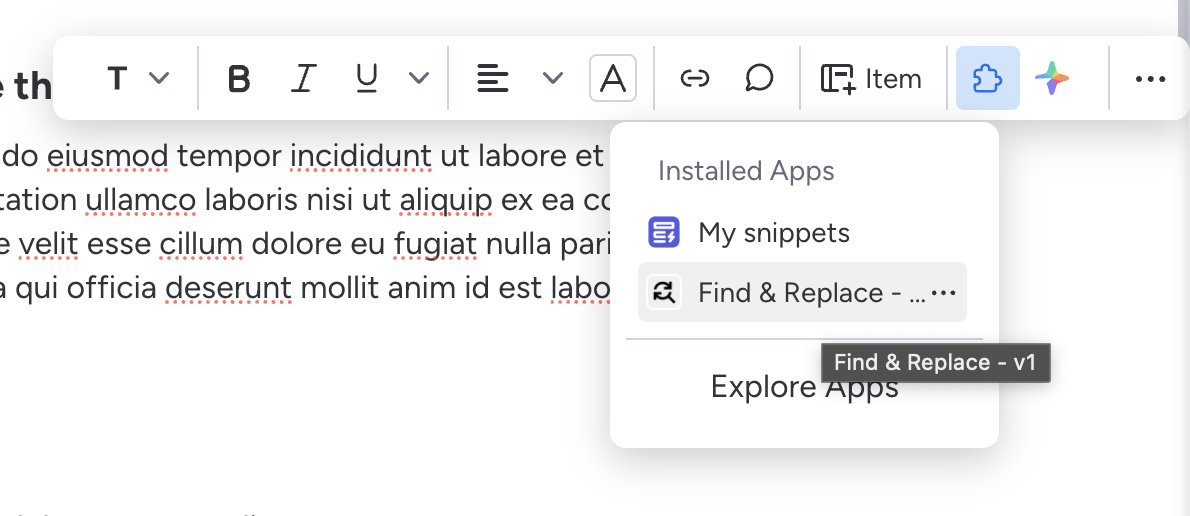 e th
T B I U A Item
do eiusmod tempor incididunt ut labore et
tation ullamco laboris nisi ut aliquip ex ea co
e velit esse cillum dolore eu fugiat nulla pari
a qui officia deserunt mollit anim id est labo
Installed Apps
My snippets
Find & Replace - ...
Find & Replace - v1
Explore Apps